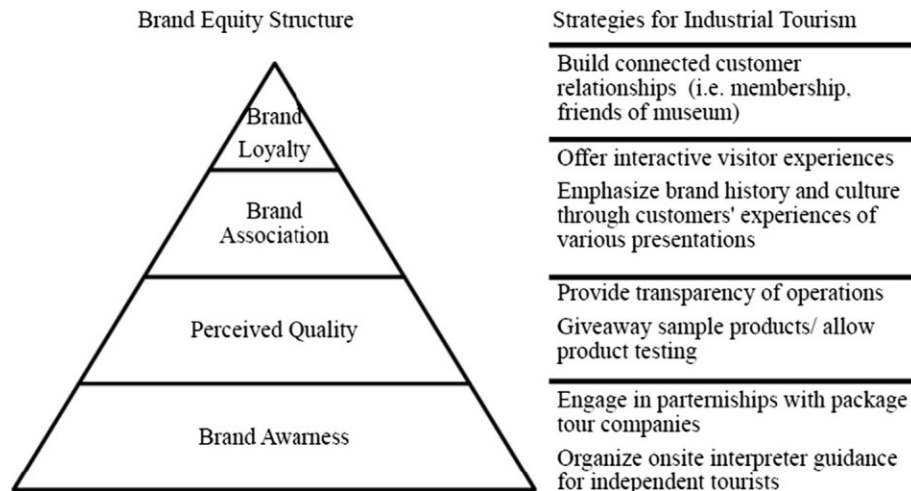 Brand Equity Structure
Strategies for Industrial Tourism
Brand
Loyalty
Build connected customer
relationships (i.e. membership,
friends of museum)
Brand
Association
Offer interactive visitor experiences
Emphasize brand history and culture
through customers' experiences of
various presentations
Perceived Quality
Provide transparency of operations
Giveaway sample products/ allow
product testing
Brand Awarness
Engage in parterniships with package
tour companies
Organize onsite interpreter guidance
for independent tourists